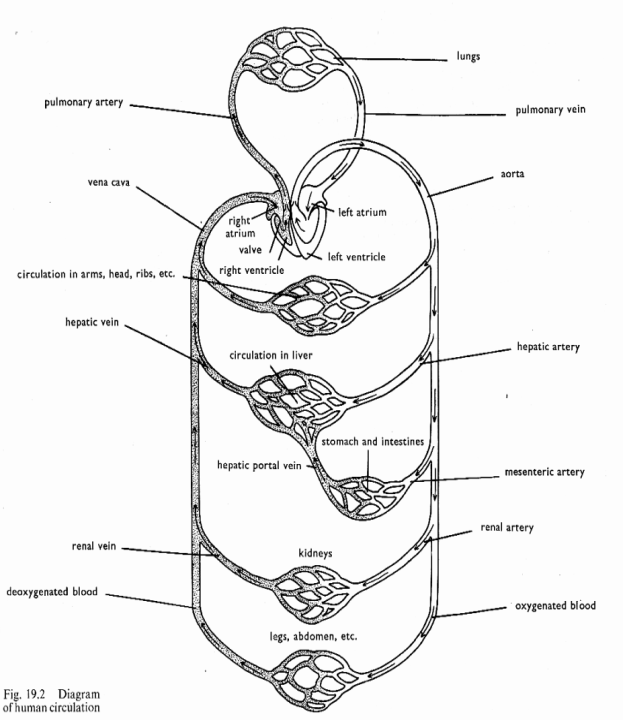 lungs
pulmonary artery
pulmonary vein
aorta
vena cava
left atrium
right
atrium
valve
left ventricle
right ventricle
circulation in arms, head, ribs, etc.
hepatic vein
hepatic artery
circulation in liver
stomach and intestines
hepatic portal vein
mesenteric artery
renal artery
renal vein
kidneys
deoxygenated blood
oxygenated blood
legs, abdomen, etc.
Fig. 19.2 Diagram
of human circulation